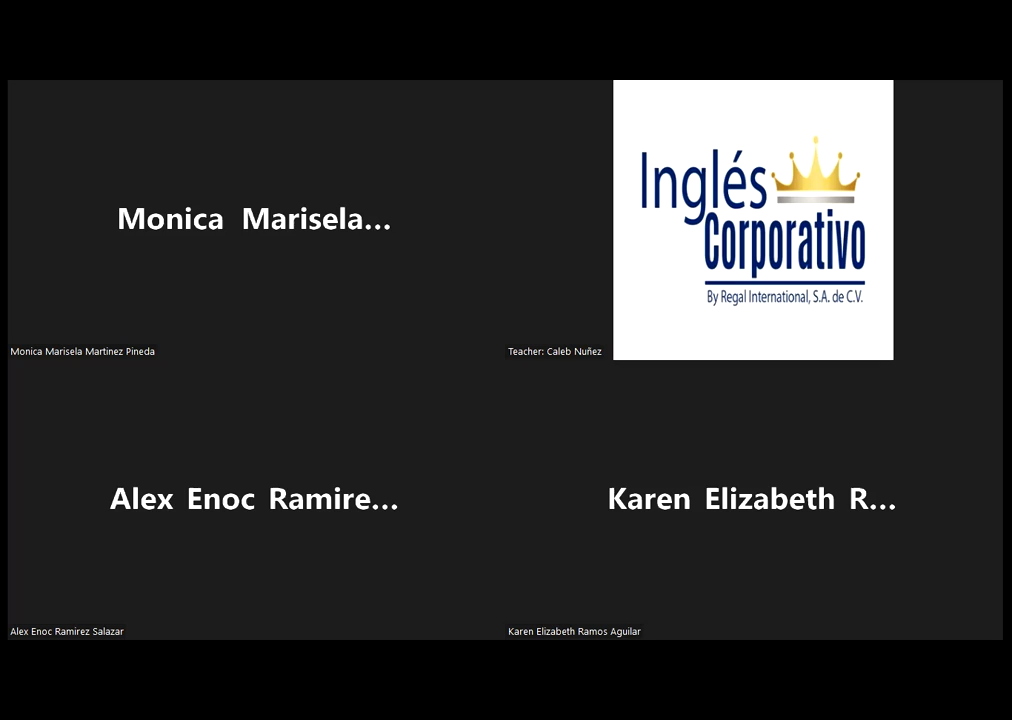 Monica Marisela...
Monica Marisela Martinez Pineda
Inglés
Corporativo
By Regal International, S.A. de C.V.
Teacher: Caleb Nuñez
Alex Enoc Ramire...
Alex Enoc Ramirez Salazar
Karen Elizabeth R...
Karen Elizabeth Ramos Aguilar